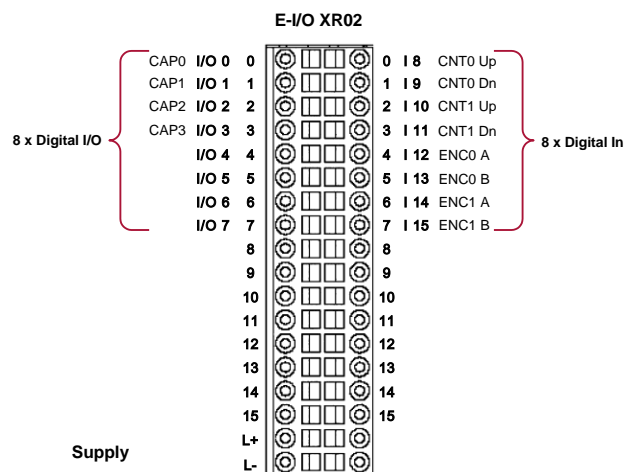 E-I/O XR02
CAP0 I/O 0 0 0 I 8 CNT0 Up
CAP1 I/O 1 1 1 I 9 CNT0 Dn
CAP2 I/O 2 2 2 I 10 CNT1 Up
8 x Digital I/O CAP3 I/O 3 3 3 I 11 CNT1 Dn 8 x Digital In
I/O 4 4 4 I 12 ENC0 A
I/O 5 5 5 I 13 ENC0 B
I/O 6 6 6 I 14 ENC1 A
I/O 7 7 7 I 15 ENC1 B
8 8
9 9
10 10
11 11
12 12
13 13
14 14
15 15
L+
Supply
L-